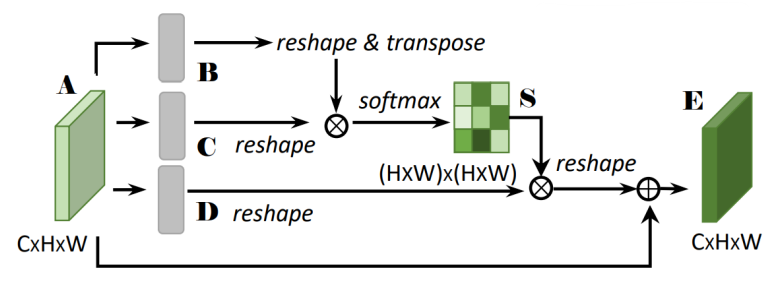 A
B
reshape & transpose
C
reshape
softmax
S
E
(HxW)x(HxW)
D
reshape
reshape
CxHxW
CxHxW